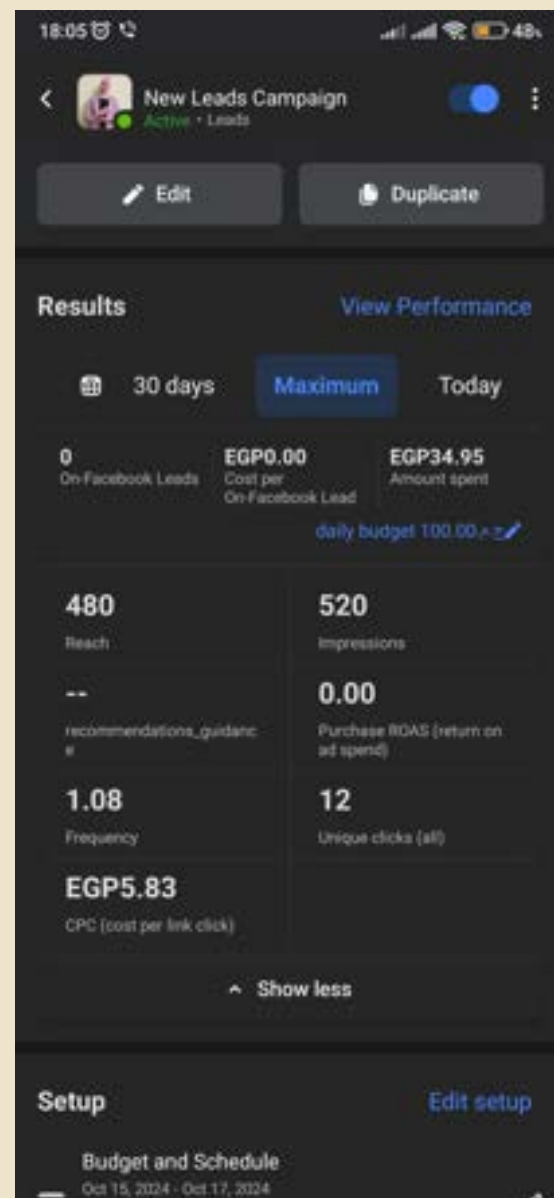 18:05
48%
New Leads Campaign
Active • Leads
Edit
Duplicate
Results
View Performance
30 days
Maximum
Today
0
On-Facebook Leads
EGP0.00
Cost per
On-Facebook Lead
EGP34.95
Amount spent
daily budget 100.00 ج.م
480
Reach
520
Impressions
--
recommendations_guidanc
e
0.00
Purchase ROAS (return on
ad spend)
1.08
Frequency
12
Unique clicks (all)
EGP5.83
CPC (cost per link click)
Show less
Setup
Edit setup
Budget and Schedule
Oct 15, 2024 - Oct 17, 2024